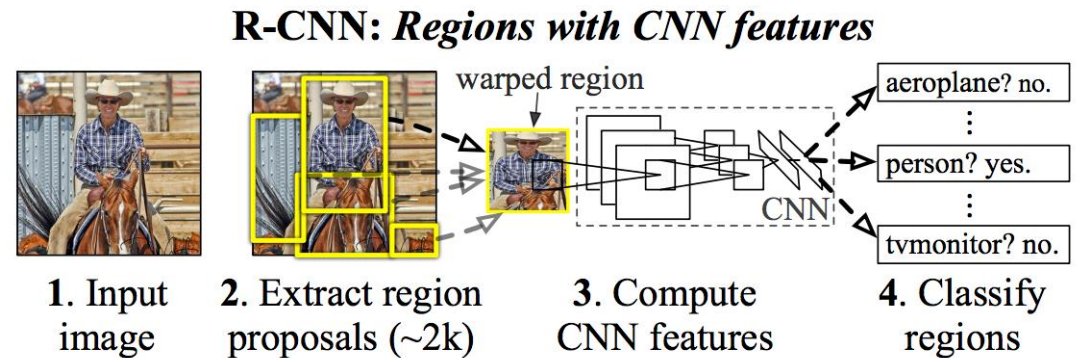 R-CNN: Regions with CNN features
warped region
aeroplane? no.
person? yes.
CNN
tvmonitor? no.
1. Input
image
2. Extract region
proposals (~2k)
3. Compute
CNN features
4. Classify
regions